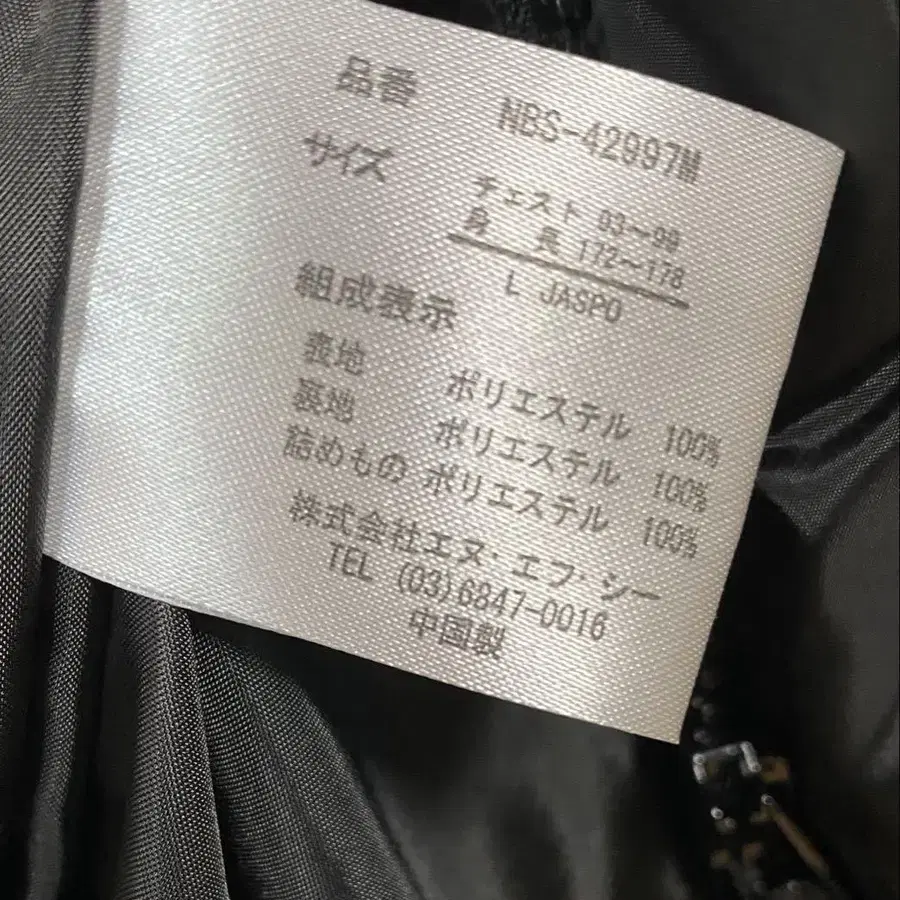 品番 NBS-42997M
サイズ
チェスト 93～99
身 長 172～178
L JASPO
組成表示
表地 ポリエステル 100%
裏地 ポリエステル 100%
詰めもの ポリエステル 100%
株式会社エヌ・エフ・シー
TEL (03)6847-0016
中国製